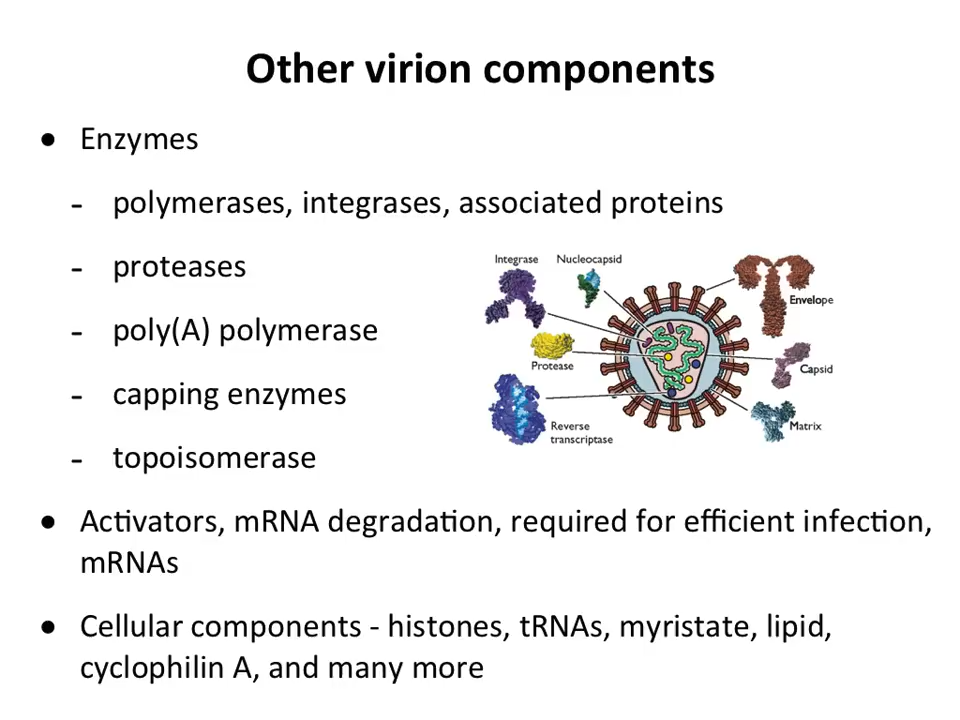 Other virion components
● Enzymes
- polymerases, integrases, associated proteins
- proteases
- poly(A) polymerase
- capping enzymes
- topoisomerase
● Activators, mRNA degradation, required for efficient infection,
mRNAs
● Cellular components - histones, tRNAs, myristate, lipid,
cyclophilin A, and many more
Integrase
Nucleocapsid
Envelope
Protease
Capsid
Reverse
transcriptase
Matrix